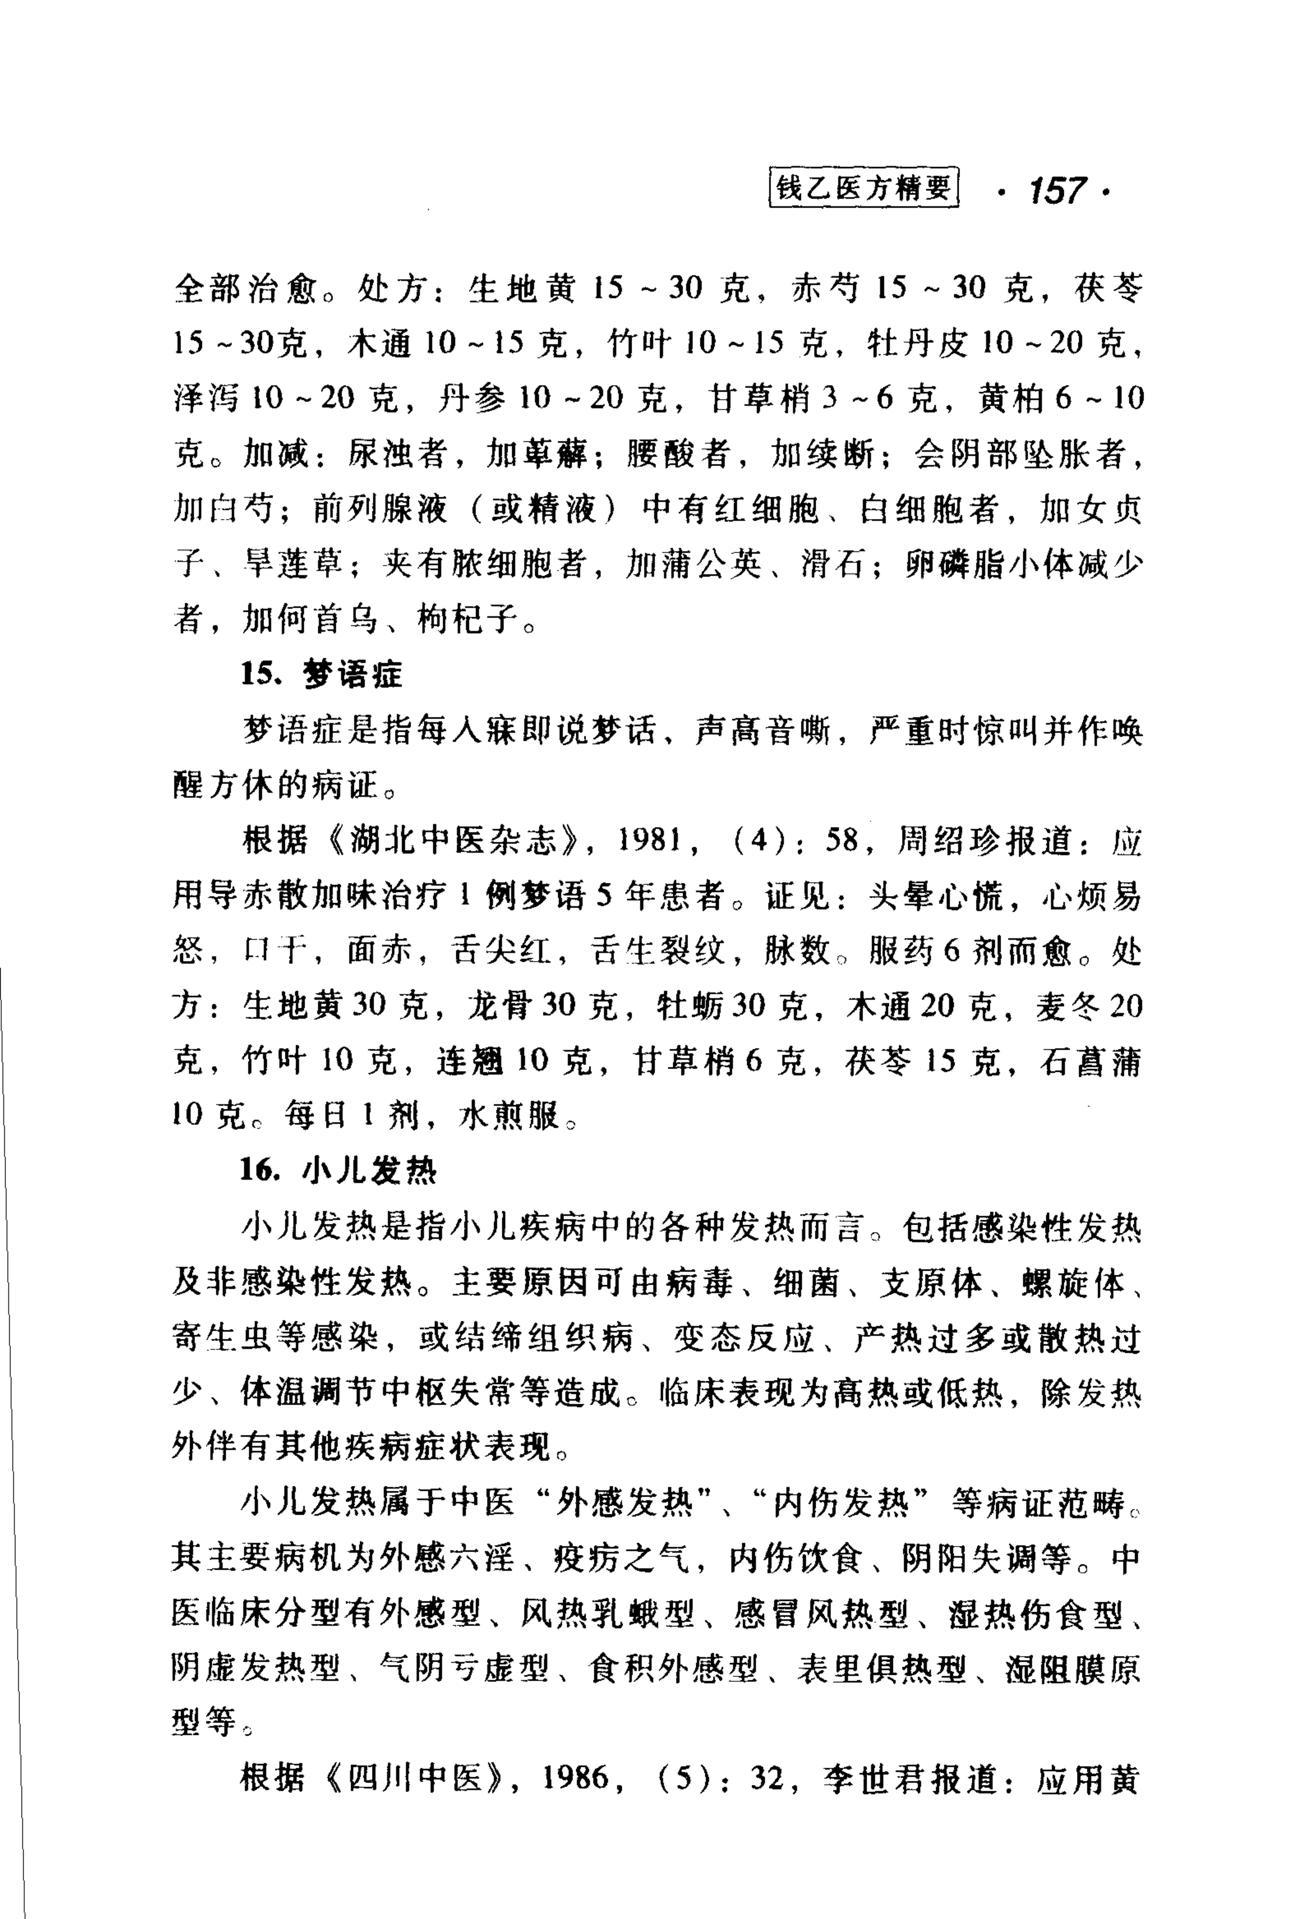 钱乙医方精要 · 157 ·
全部治愈。处方：生地黄 15 ~ 30 克，赤芍 15 ~ 30 克，茯苓
15 ~ 30克，木通 10 ~ 15 克，竹叶 10 ~ 15 克，牡丹皮 10 ~ 20 克，
泽泻 10 ~ 20 克，丹参 10 ~ 20 克，甘草梢 3 ~ 6 克，黄柏 6 ~ 10
克。加减：尿浊者，加萆薢；腰酸者，加续断；会阴部坠胀者，
加白芍；前列腺液（或精液）中有红细胞、白细胞者，加女贞
子、旱莲草；夹有脓细胞者，加蒲公英、滑石；卵磷脂小体减少
者，加何首乌、枸杞子。
15. 梦语症
梦语症是指每人寐即说梦话、声高音嘶，严重时惊叫并作唤
醒方休的病证。
根据《湖北中医杂志》，1981，（4）：58，周绍珍报道：应
用导赤散加味治疗 1 例梦语 5 年患者。证见：头晕心慌，心烦易
怒，口干，面赤，舌尖红，舌生裂纹，脉数。服药 6 剂而愈。处
方：生地黄 30 克，龙骨 30 克，牡蛎 30 克，木通 20 克，麦冬 20
克，竹叶 10 克，连翘 10 克，甘草梢 6 克，茯苓 15 克，石菖蒲
10 克。每日 1 剂，水煎服。
16. 小儿发热
小儿发热是指小儿疾病中的各种发热而言。包括感染性发热
及非感染性发热。主要原因可由病毒、细菌、支原体、螺旋体、
寄生虫等感染，或结缔组织病、变态反应、产热过多或散热过
少、体温调节中枢失常等造成。临床表现为高热或低热，除发热
外伴有其他疾病症状表现。
小儿发热属于中医“外感发热”、“内伤发热”等病证范畴。
其主要病机为外感六淫、疫疠之气，内伤饮食、阴阳失调等。中
医临床分型有外感型、风热乳蛾型、感冒风热型、湿热伤食型、
阴虚发热型、气阴亏虚型、食积外感型、表里俱热型、湿阻膜原
型等。
根据《四川中医》，1986，（5）：32，李世君报道：应用黄